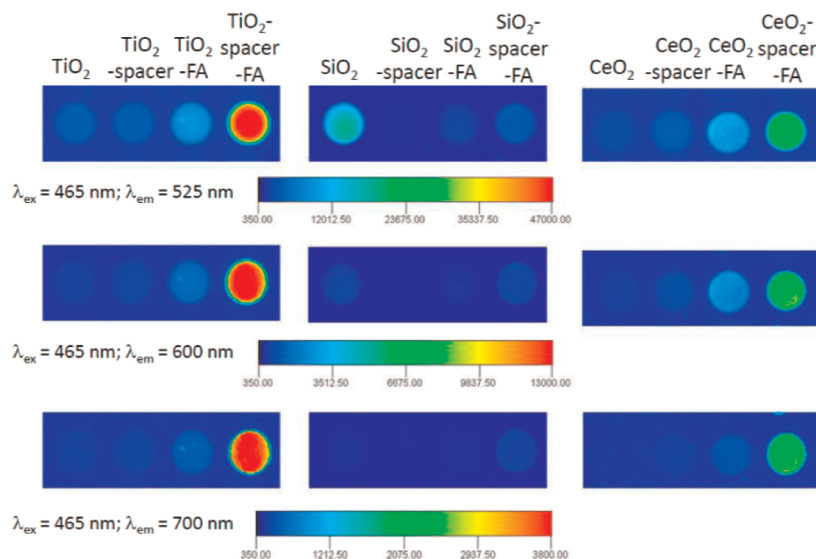 TiO₂
TiO₂ -spacer
TiO₂ -FA
TiO₂- spacer -FA
SiO₂
SiO₂ -spacer
SiO₂ -FA
SiO₂- spacer -FA
CeO₂
CeO₂ -spacer
CeO₂ -FA
CeO₂- spacer -FA
λex = 465 nm; λem = 525 nm
350.00 12012.50 23675.00 35337.50 47000.00
λex = 465 nm; λem = 600 nm
350.00 3512.50 6675.00 9837.50 13000.00
λex = 465 nm; λem = 700 nm
350.00 1212.50 2075.00 2937.50 3800.00